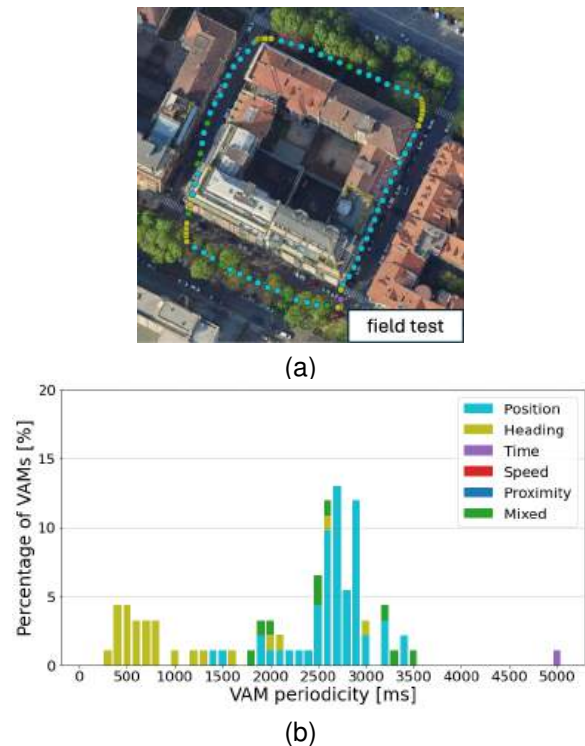 field test
(a)
Percentage of VAMs [%]
20
15
10
5
0
Position
Heading
Time
Speed
Proximity
Mixed
0 500 1000 1500 2000 2500 3000 3500 4000 4500 5000
VAM periodicity [ms]
(b)